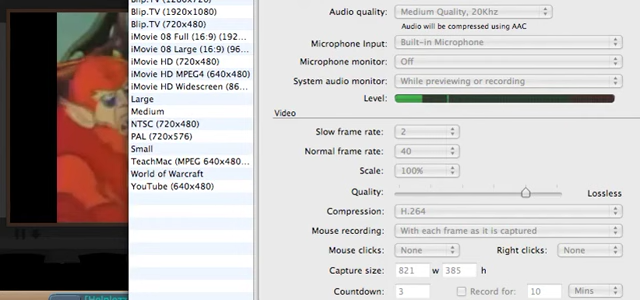 Blip.TV (1920x1080)
Blip.TV (720x480)
iMovie 08 Full (16:9) (192...
iMovie 08 Large (16:9) (96...
iMovie HD (720x480)
iMovie HD MPEG4 (640x480)
iMovie HD Widescreen (86...
Large
Medium
NTSC (720x480)
PAL (720x576)
Small
TeachMac (MPEG 640x480...
World of Warcraft
YouTube (640x480)
Audio quality: Medium Quality, 20Khz
Audio will be compressed using AAC
Microphone Input: Built-in Microphone
Microphone monitor: Off
System audio monitor: While previewing or recording
Level:
Video
Slow frame rate: 2
Normal frame rate: 40
Scale: 100%
Quality: Lossless
Compression: H.264
Mouse recording: With each frame as it is captured
Mouse clicks: None Right clicks: None
Capture size: 821 w 385 h
Countdown: 3 Record for: 10 Mins